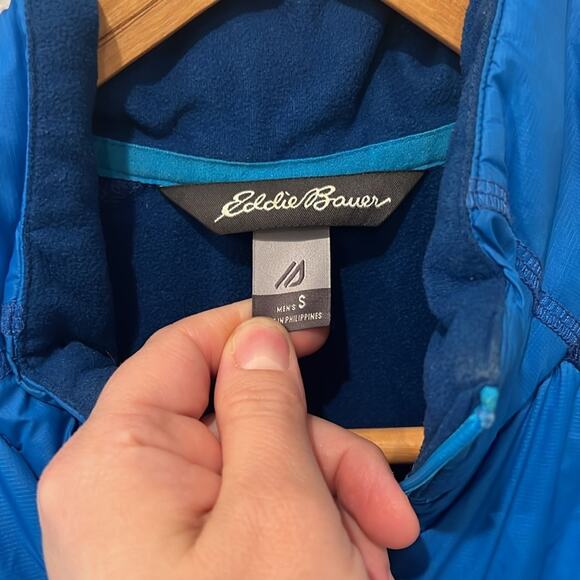 Eddie Bauer
MEN'S S
IN PHILIPPINES